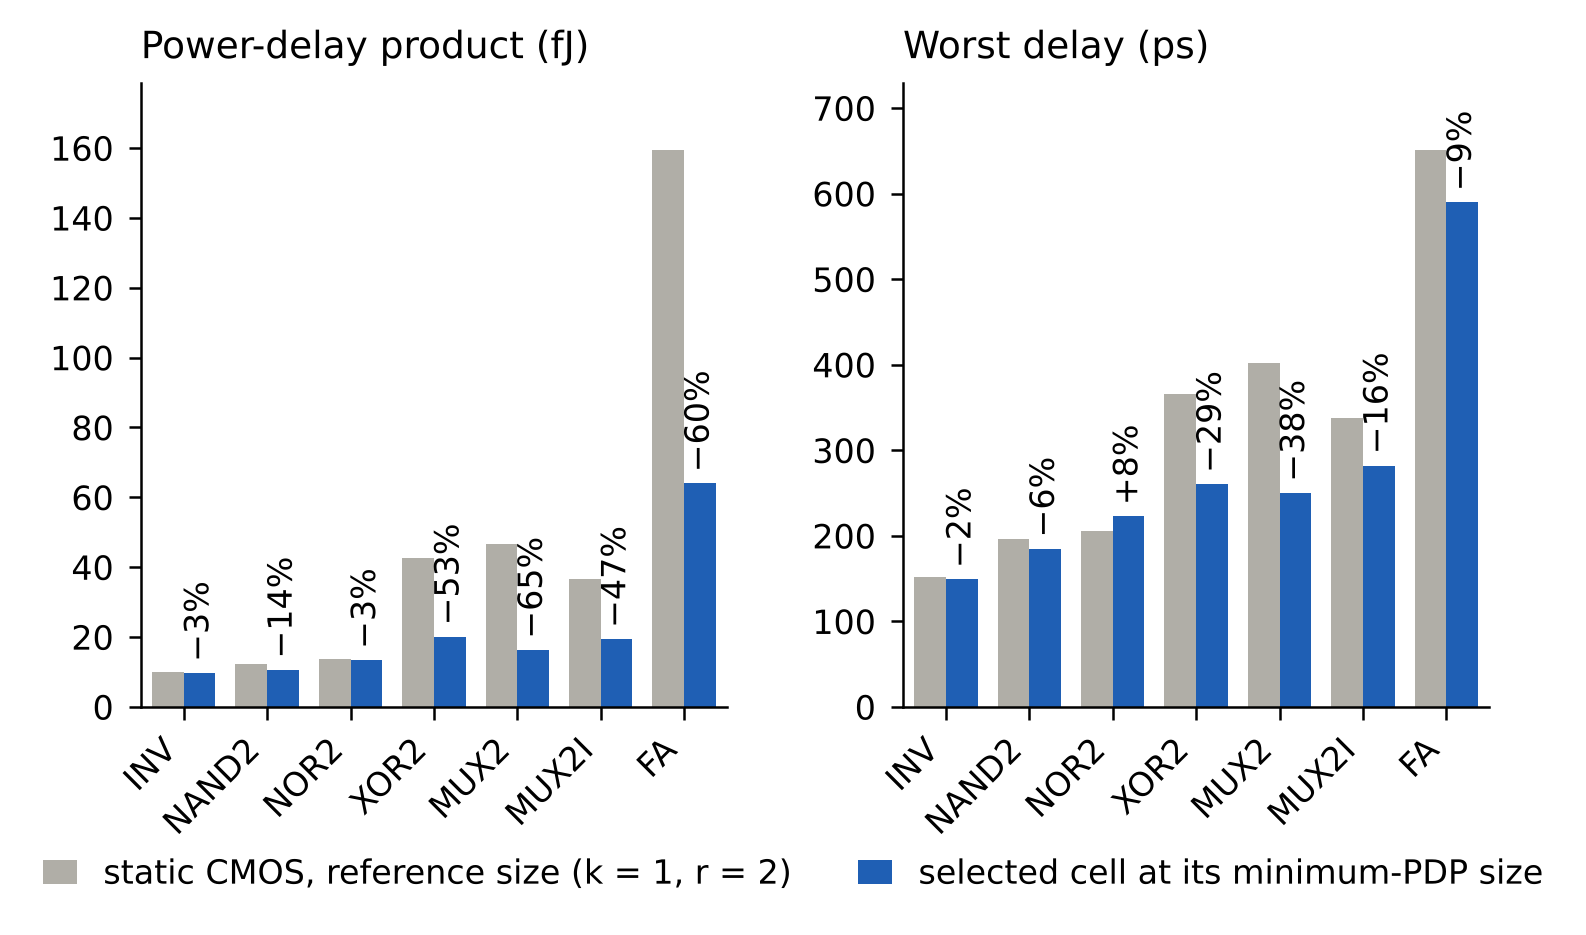 Power-delay product (fJ)
160
140
120
100
80
60
40
20
0
−3%
−14%
−3%
−53%
−65%
−47%
−60%
INV
NAND2
NOR2
XOR2
MUX2
MUX2I
FA
Worst delay (ps)
700
600
500
400
300
200
100
0
−2%
−6%
+8%
−29%
−38%
−16%
−9%
INV
NAND2
NOR2
XOR2
MUX2
MUX2I
FA
static CMOS, reference size (k = 1, r = 2)
selected cell at its minimum-PDP size